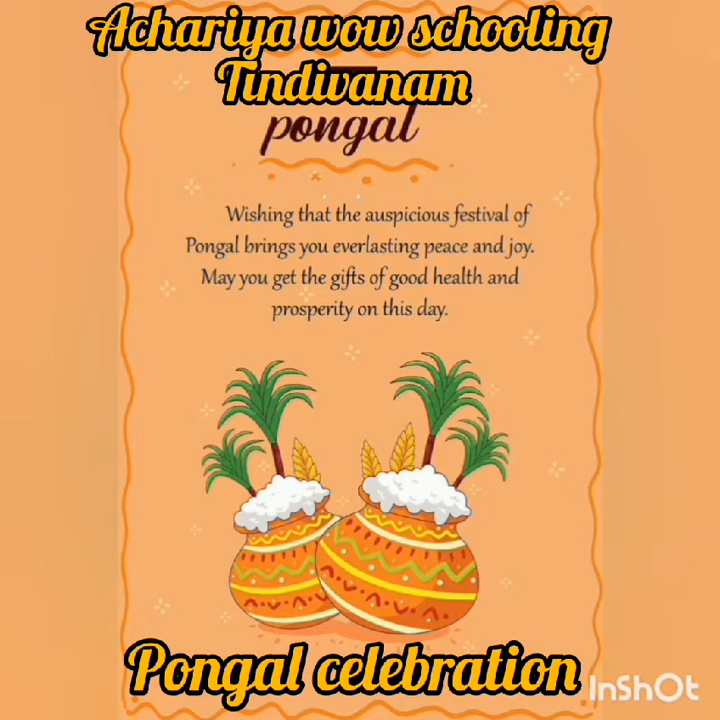 Achariya wow schooling
Tindivanam
pongal
Wishing that the auspicious festival of
Pongal brings you everlasting peace and joy.
May you get the gifts of good health and
prosperity on this day.
Pongal celebration
InShOt